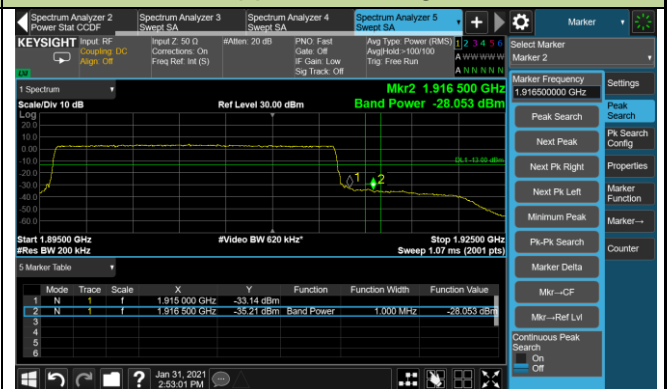 Spectrum Analyzer 2
Power Stat CCDF
Spectrum Analyzer 3
Swept SA
Spectrum Analyzer 4
Swept SA
Spectrum Analyzer 5
Swept SA
Marker
KEYSIGHT
Input: RF
Coupling: DC
Align: Off
Input Z: 50 Ω
Corrections: On
Freq Ref: Int (S)
#Atten: 20 dB
PNO: Fast
Gate: Off
IF Gain: Low
Sig Track: Off
Avg Type: Power (RMS)
Avg|Hold:>100/100
Trig: Free Run
1 2 3 4 5 6
A W W W W W
A N N N N N
LXI
Select Marker
Marker 2
Marker Frequency
1.916500000 GHz
Peak Search
Next Peak
Next Pk Right
Next Pk Left
Minimum Peak
Pk-Pk Search
Marker Delta
Mkr→CF
Mkr→Ref Lvl
Continuous Peak Search
On
Off
Settings
Peak Search
Pk Search Config
Properties
Marker Function
Marker→
Counter
1 Spectrum
Scale/Div 10 dB
Ref Level 30.00 dBm
Mkr2 1.916 500 GHz
Band Power -28.053 dBm
Log
20.0
10.0
0.00
-10.0
-20.0
-30.0
-40.0
-50.0
-60.0
DL1 -13.00 dBm
1
2
Start 1.89500 GHz
#Res BW 200 kHz
#Video BW 620 kHz*
Stop 1.92500 GHz
Sweep 1.07 ms (2001 pts)
5 Marker Table
Mode Trace Scale X Y Function Function Width Function Value
1 N 1 f 1.915 000 GHz -33.14 dBm
2 N 1 f 1.916 500 GHz -35.21 dBm Band Power 1.000 MHz -28.053 dBm
3
4
5
6
?
Jan 31, 2021
2:53:01 PM